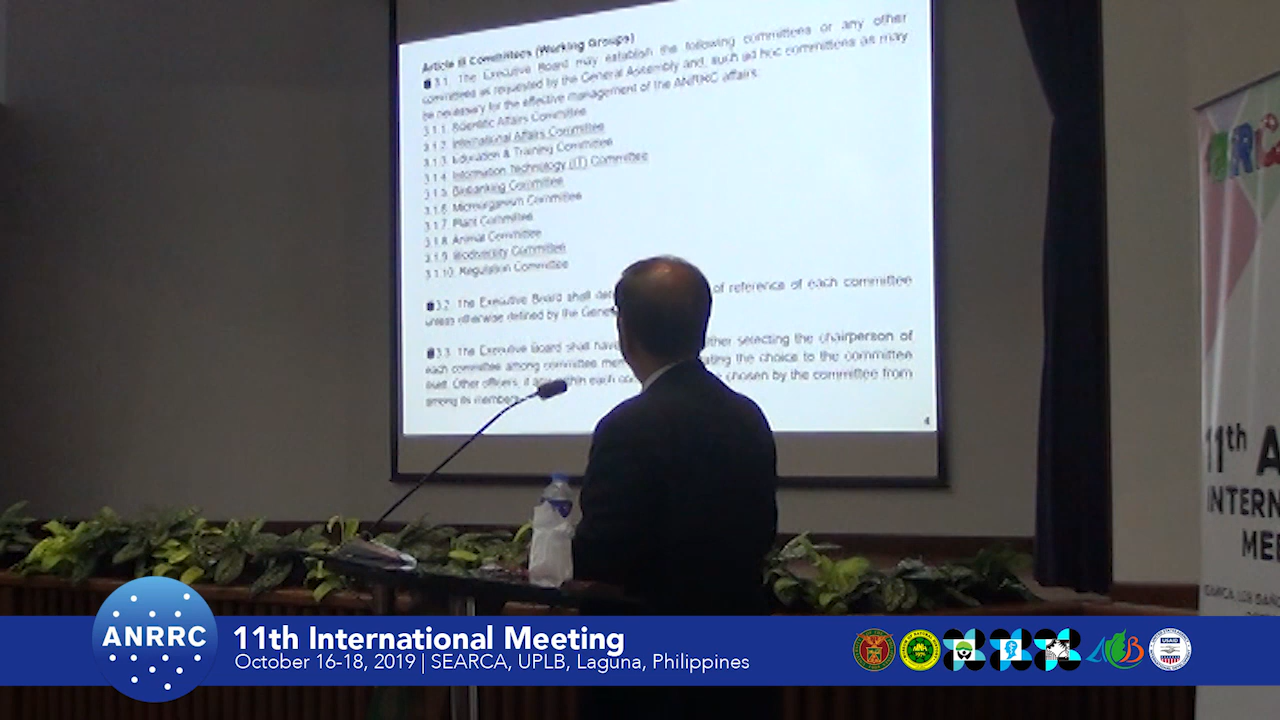 Article III Committees (Working Groups)
3.1. The Executive Board may establish the following committees or any other
committees as requested by the General Assembly and, such ad hoc committees as may
be necessary for the effective management of the ANRRC affairs.
3.1.1. Scientific Affairs Committee
3.1.2. International Affairs Committee
3.1.3. Education & Training Committee
3.1.4. Information Technology (IT) Committee
3.1.5. Biobanking Committee
3.1.6. Microorganism Committee
3.1.7. Plant Committee
3.1.8. Animal Committee
3.1.9. Biodiversity Committee
3.1.10. Regulation Committee
3.2. The Executive Board shall of reference of each committee
unless otherwise defined by the
3.3. The Executive Board shall have selecting the chairperson of
each committee among committee the choice to the committee
itself. Other officers, if each chosen by the committee from
among its members.
4
11th A
INTERN
MEE
ANRRC
11th International Meeting
October 16-18, 2019 | SEARCA, UPLB, Laguna, Philippines
USAID